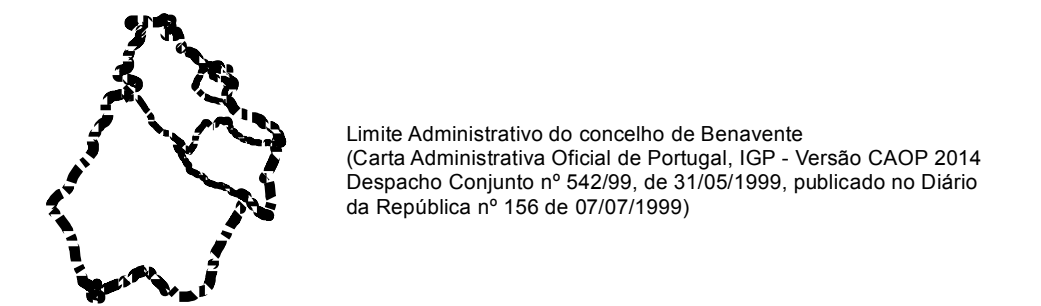 Limite Administrativo do concelho de Benavente
(Carta Administrativa Oficial de Portugal, IGP - Versão CAOP 2014
Despacho Conjunto nº 542/99, de 31/05/1999, publicado no Diário
da República nº 156 de 07/07/1999)